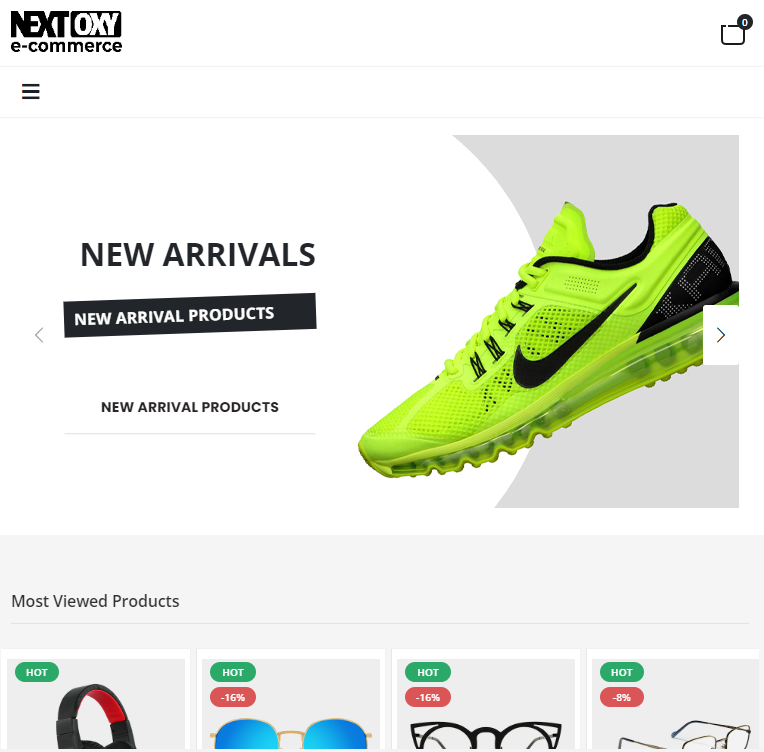 NEXT OXY
e-commerce
0
NEW ARRIVALS
NEW ARRIVAL PRODUCTS
NEW ARRIVAL PRODUCTS
Most Viewed Products
HOT
HOT
HOT
HOT
-16%
-16%
-8%